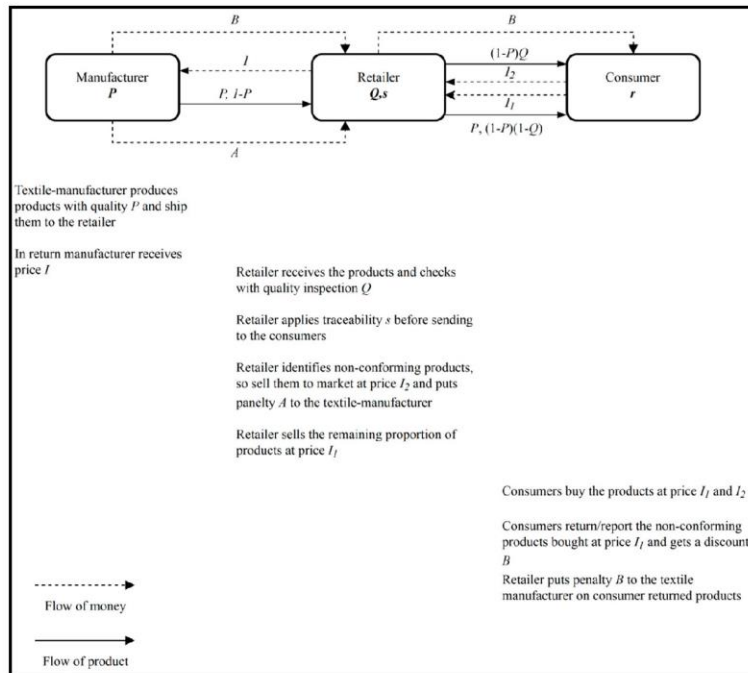 B
B
Manufacturer
P
I
P, i-P
A
Retailer
Q,s
(1-P)Q
I2
I1
P, (1-P)(1-Q)
Consumer
r
Textile-manufacturer produces
products with quality P and ship
them to the retailer
In return manufacturer receives
price I
Retailer receives the products and checks
with quality inspection Q
Retailer applies traceability s before sending
to the consumers
Retailer identifies non-conforming products,
so sell them to market at price I2 and puts
panelty A to the textile-manufacturer
Retailer sells the remaining proportion of
products at price I1
Consumers buy the products at price I1 and I2
Consumers return/report the non-conforming
products bought at price I1 and gets a discount
B
Retailer puts penalty B to the textile
manufacturer on consumer returned products
Flow of money
Flow of product